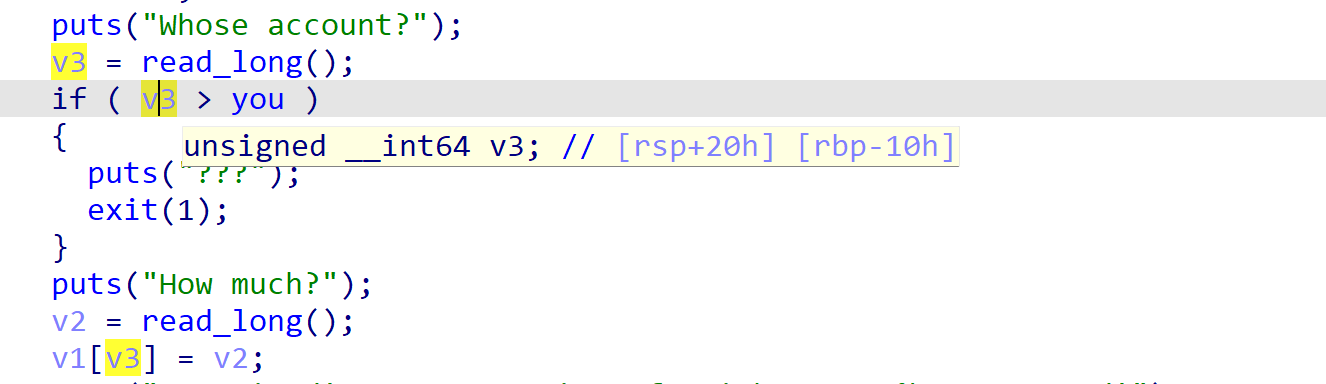 puts("Whose account?");
v3 = read_long();
if ( v3 > you )
{
unsigned __int64 v3; // [rsp+20h] [rbp-10h]
puts("???");
exit(1);
}
puts("How much?");
v2 = read_long();
v1[v3] = v2;